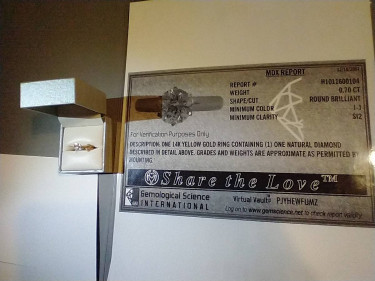 MDX REPORT
REPORT # M1012600104
WEIGHT 0.70 CT
SHAPE/CUT ROUND BRILLIANT
MINIMUM COLOR I-J
MINIMUM CLARITY SI2
For Verification Purposes Only
DESCRIPTION: ONE 14K YELLOW GOLD RING CONTAINING (1) ONE NATURAL DIAMOND
DESCRIBED IN DETAIL ABOVE. GRADES AND WEIGHTS ARE APPROXIMATE AS PERMITTED BY
MOUNTING
Share the Love™
Gemological Science
INTERNATIONAL
Virtual Vault® PJYHEWFUMZ
Log on to www.gemscience.net to check report validity